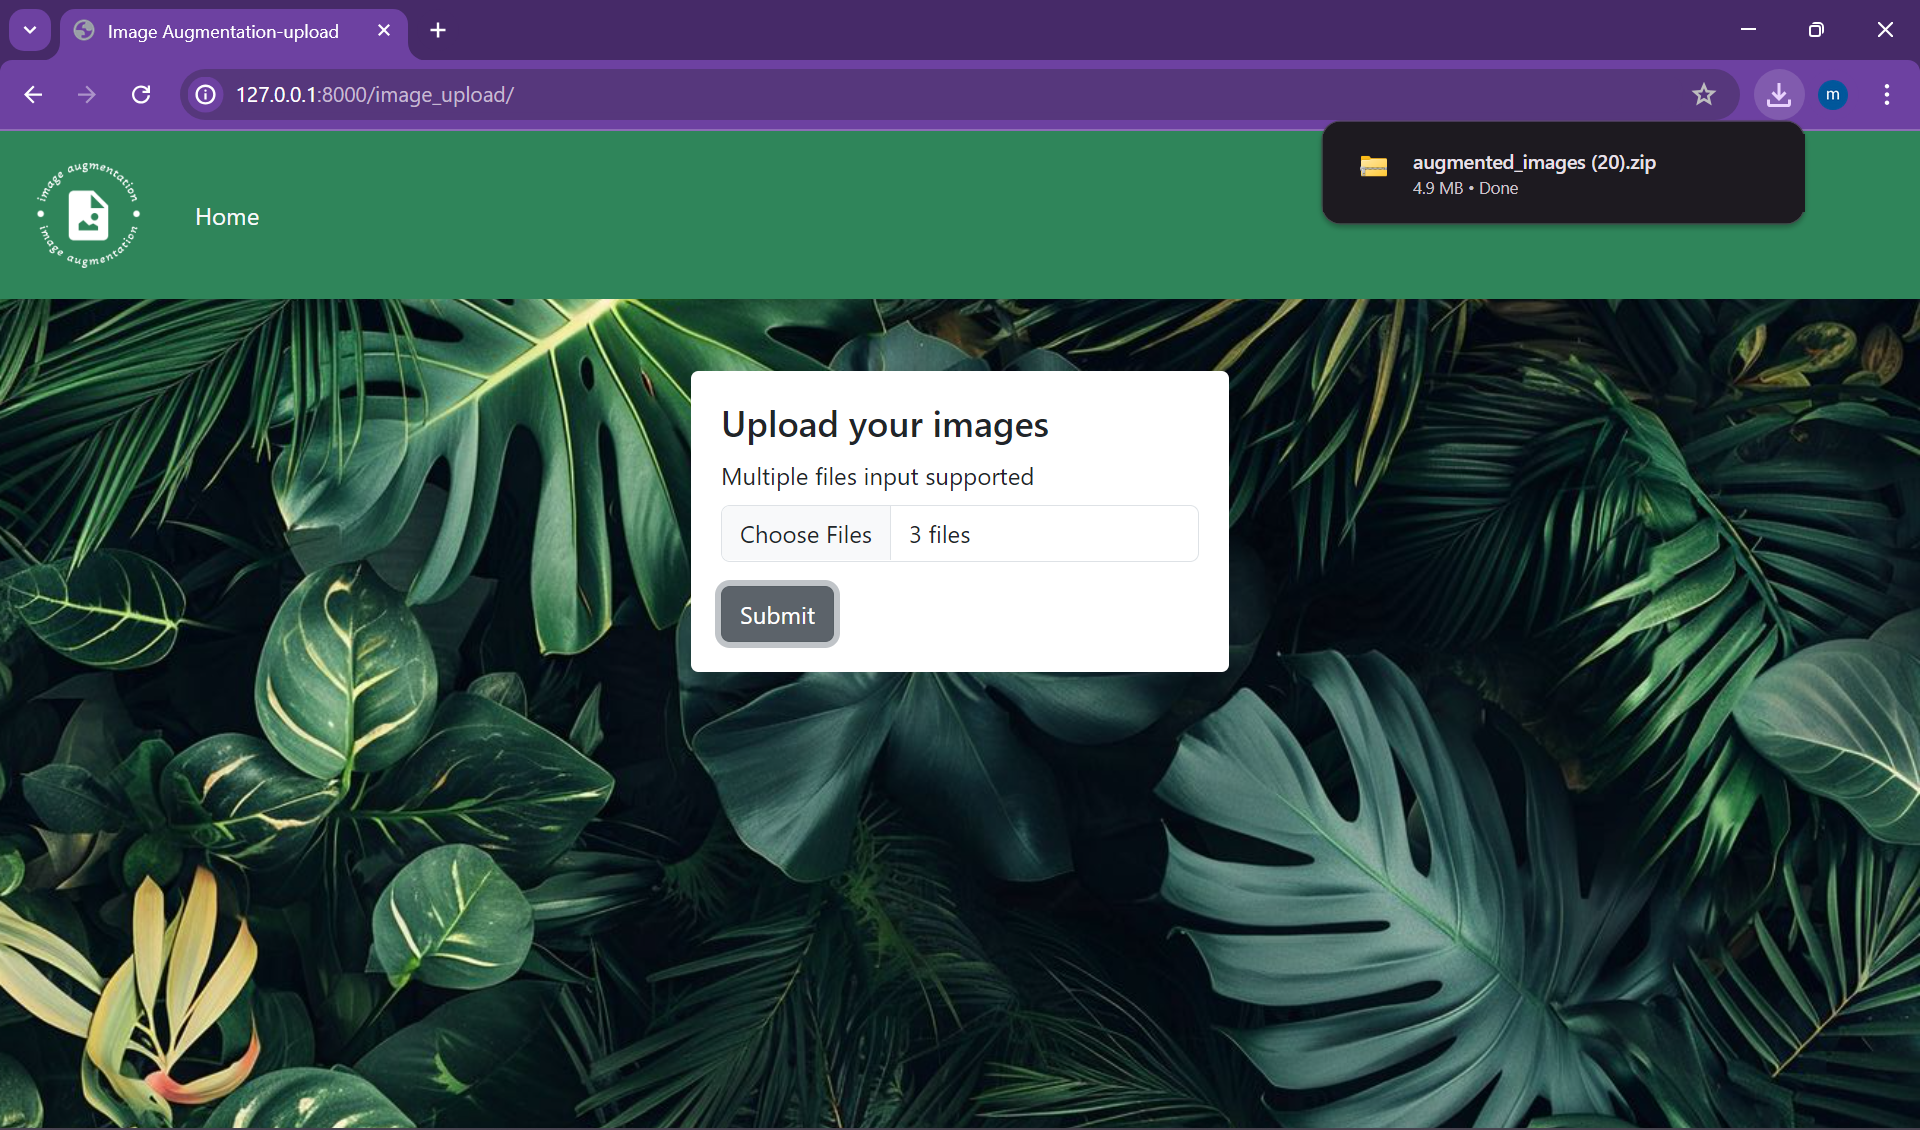 Image Augmentation-upload
127.0.0.1:8000/image_upload/
m
augmented_images (20).zip
4.9 MB • Done
image augmentation
image augmentation
Home
Upload your images
Multiple files input supported
Choose Files 3 files
Submit